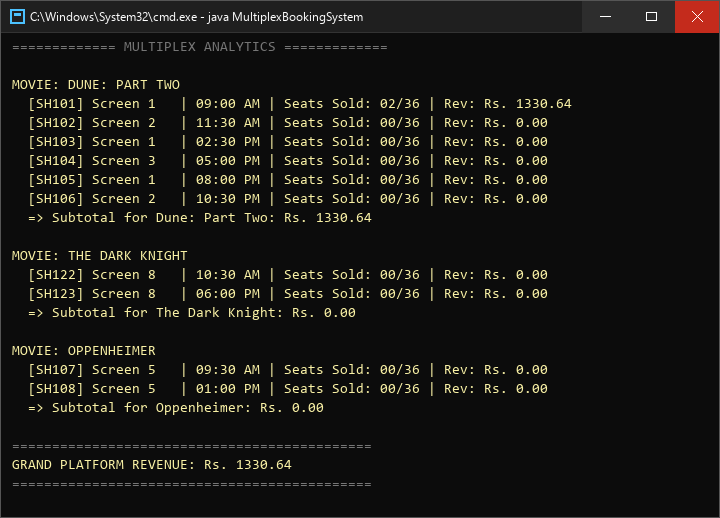 C:\Windows\System32\cmd.exe - java MultiplexBookingSystem
============= MULTIPLEX ANALYTICS =============
MOVIE: DUNE: PART TWO
[SH101] Screen 1 | 09:00 AM | Seats Sold: 02/36 | Rev: Rs. 1330.64
[SH102] Screen 2 | 11:30 AM | Seats Sold: 00/36 | Rev: Rs. 0.00
[SH103] Screen 1 | 02:30 PM | Seats Sold: 00/36 | Rev: Rs. 0.00
[SH104] Screen 3 | 05:00 PM | Seats Sold: 00/36 | Rev: Rs. 0.00
[SH105] Screen 1 | 08:00 PM | Seats Sold: 00/36 | Rev: Rs. 0.00
[SH106] Screen 2 | 10:30 PM | Seats Sold: 00/36 | Rev: Rs. 0.00
=> Subtotal for Dune: Part Two: Rs. 1330.64
MOVIE: THE DARK KNIGHT
[SH122] Screen 8 | 10:30 AM | Seats Sold: 00/36 | Rev: Rs. 0.00
[SH123] Screen 8 | 06:00 PM | Seats Sold: 00/36 | Rev: Rs. 0.00
=> Subtotal for The Dark Knight: Rs. 0.00
MOVIE: OPPENHEIMER
[SH107] Screen 5 | 09:30 AM | Seats Sold: 00/36 | Rev: Rs. 0.00
[SH108] Screen 5 | 01:00 PM | Seats Sold: 00/36 | Rev: Rs. 0.00
=> Subtotal for Oppenheimer: Rs. 0.00
=============================================
GRAND PLATFORM REVENUE: Rs. 1330.64
=============================================